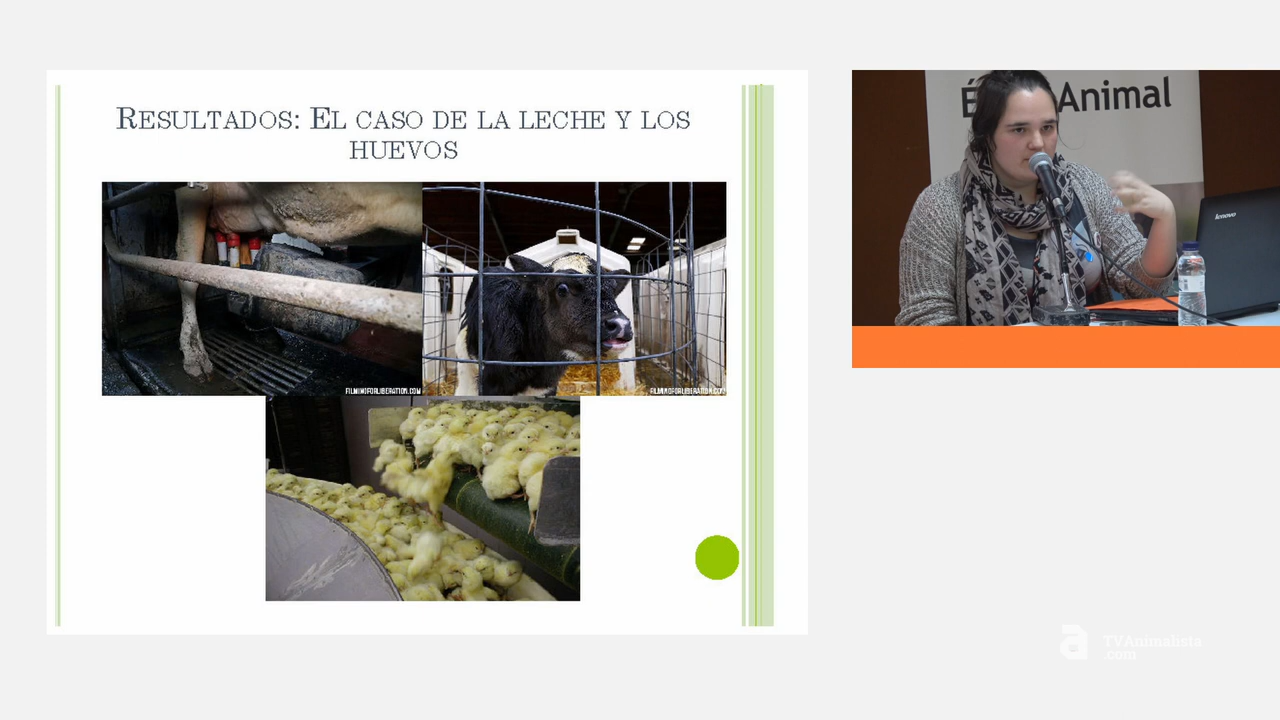 RESULTADOS: EL CASO DE LA LECHE Y LOS
HUEVOS
FILMINGFORLIBERATION.COM
FILMINGFORLIBERATION.COM
Animal
lenovo
TVAnimalista
.com